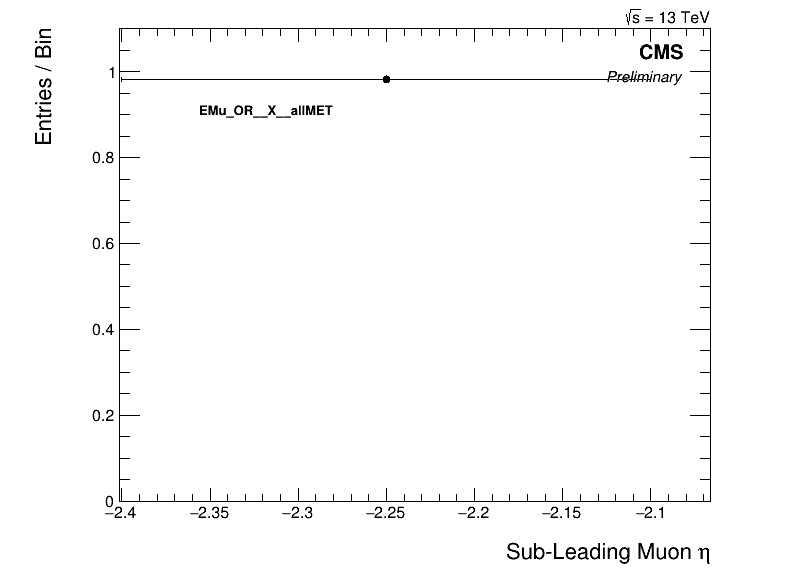 √s = 13 TeV
Entries / Bin
CMS
Preliminary
EMu_OR__X__allMET
1
0.8
0.6
0.4
0.2
0
−2.4 −2.35 −2.3 −2.25 −2.2 −2.15 −2.1
Sub-Leading Muon η